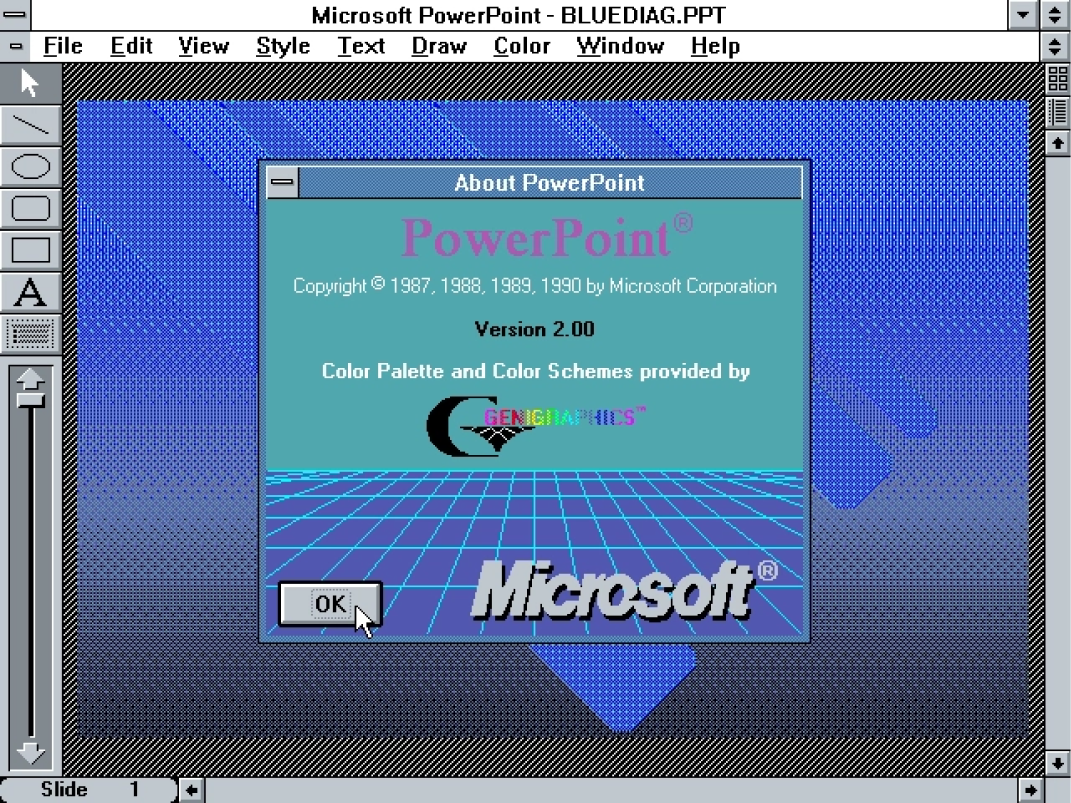 Microsoft PowerPoint - BLUEDIAG.PPT
File Edit View Style Text Draw Color Window Help
A
About PowerPoint
PowerPoint®
Copyright © 1987, 1988, 1989, 1990 by Microsoft Corporation
Version 2.00
Color Palette and Color Schemes provided by
GENIGRAPHICS™
Microsoft®
OK
Slide 1